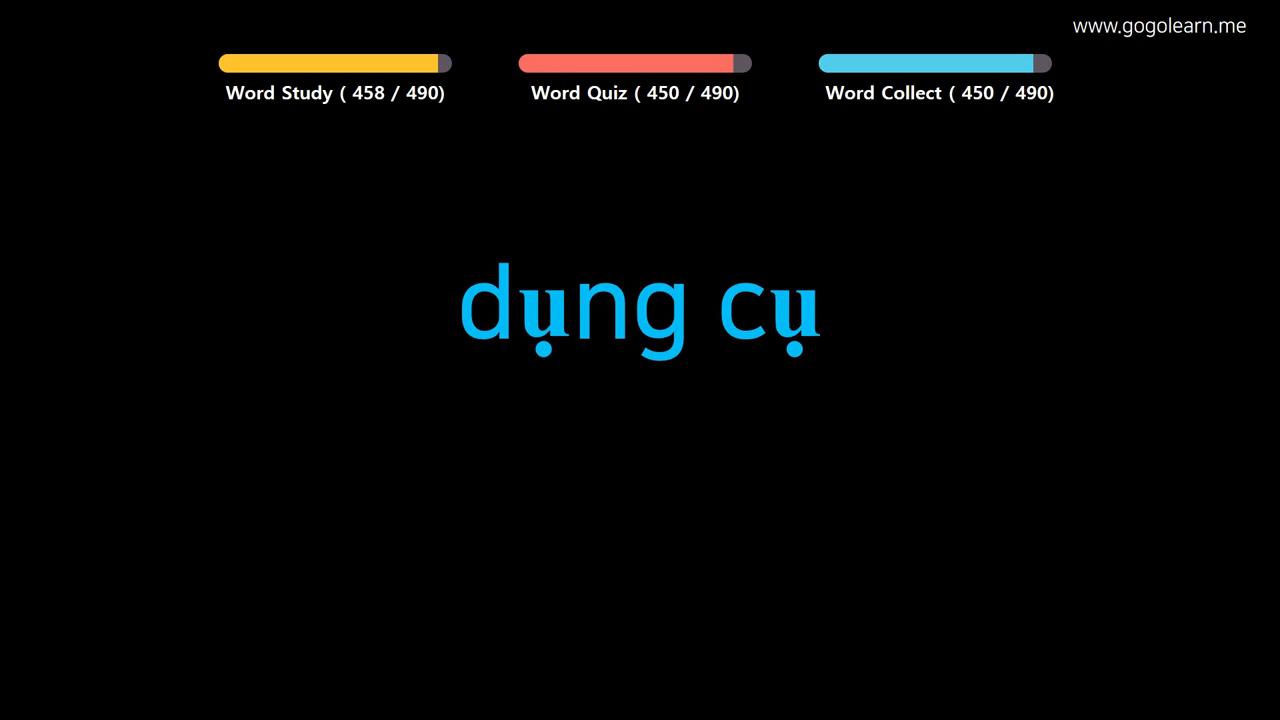 www.gogolearn.me
Word Study ( 458 / 490)
Word Quiz ( 450 / 490)
Word Collect ( 450 / 490)
dụng cụ